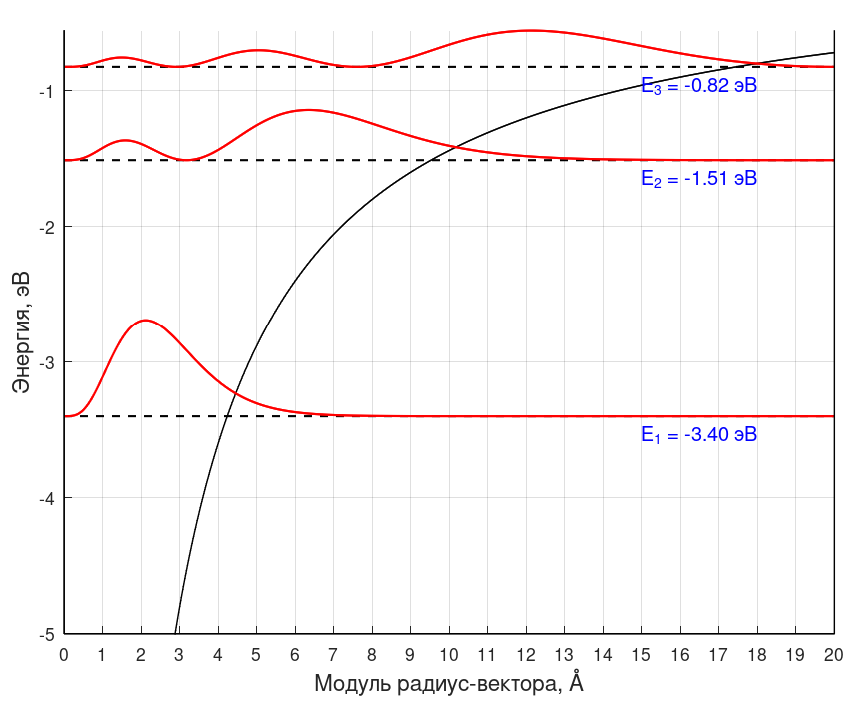 E3 = -0.82 эВ
E2 = -1.51 эВ
E1 = -3.40 эВ
-1
-2
-3
-4
-5
Энергия, эВ
0 1 2 3 4 5 6 7 8 9 10 11 12 13 14 15 16 17 18 19 20
Модуль радиус-вектора, Å